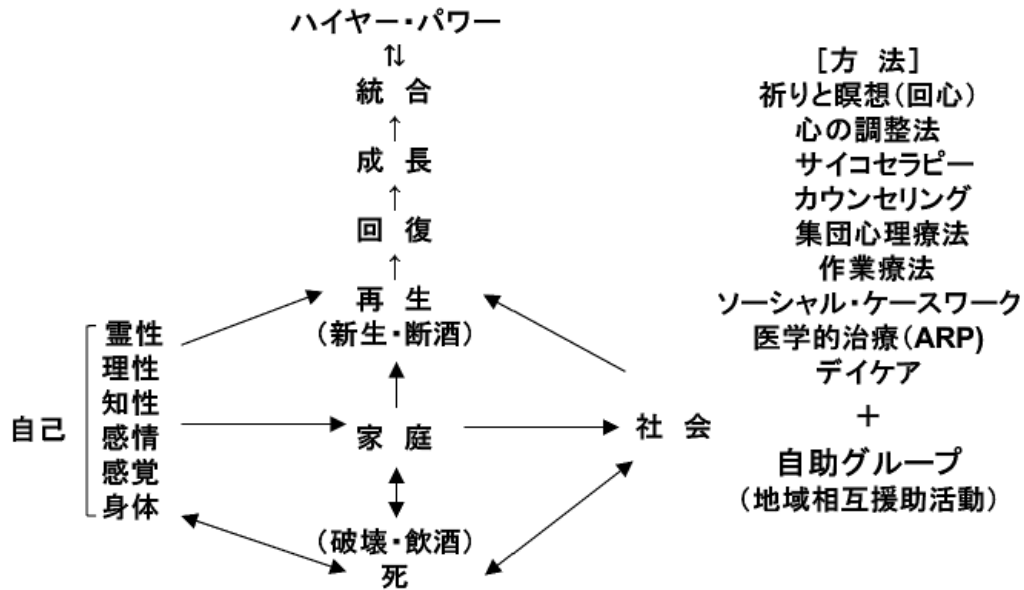 ハイヤー・パワー
⇅
統 合
↑
成 長
↑
回 復
↑
再 生
(新生・断酒)
霊性
理性
知性
感情
感覚
身体
自己
家 庭
社 会
(破壊・飲酒)
死
[方 法]
祈りと瞑想(回心)
心の調整法
サイコセラピー
カウンセリング
集団心理療法
作業療法
ソーシャル・ケースワーク
医学的治療(ARP)
デイケア
+
自助グループ
(地域相互援助活動)